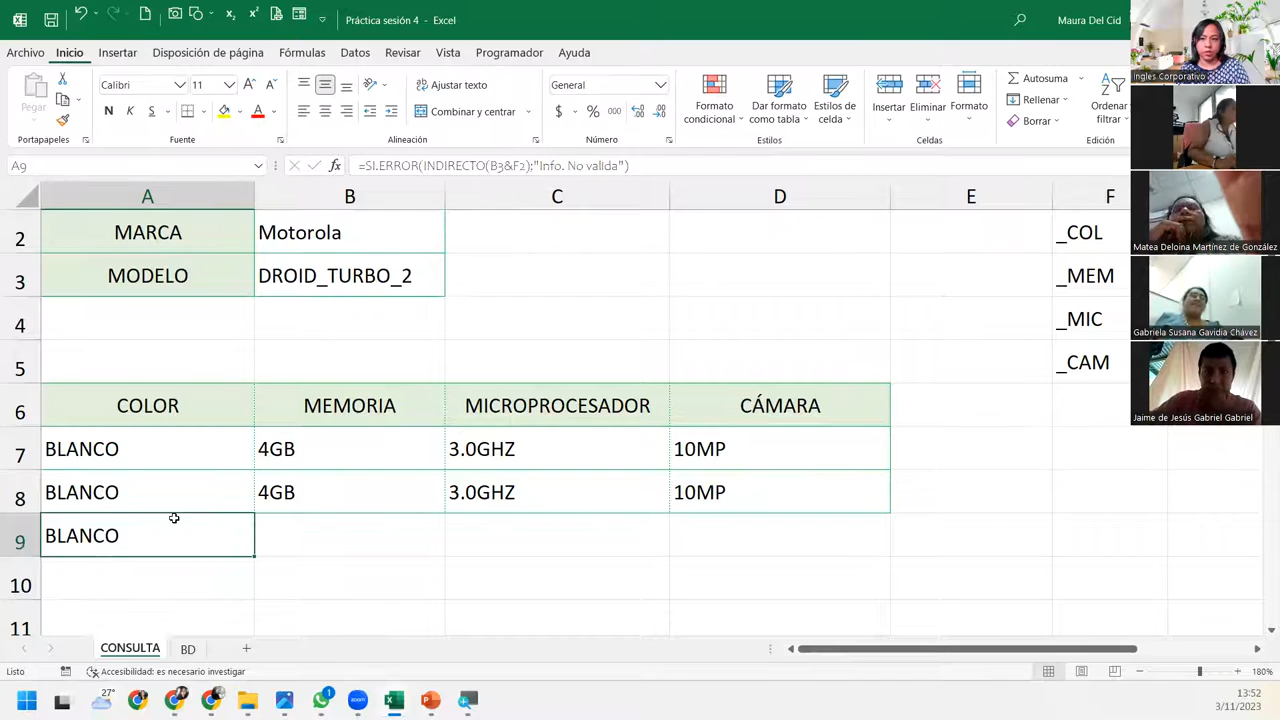 Práctica sesión 4 - Excel
Maura Del Cid
Archivo Inicio Insertar Disposición de página Fórmulas Datos Revisar Vista Programador Ayuda
Pegar
Calibri 11
N K S
Ajustar texto
Combinar y centrar
General
$ % 000
Formato condicional
Dar formato como tabla
Estilos de celda
Insertar Eliminar Formato
Autosuma
Rellenar
Borrar
Ordenar filtrar
Portapapeles Fuente Alineación Número Estilos Celdas Edición
A9 fx =SI.ERROR(INDIRECTO(B3&F2);"Info. No valida")
A B C D E F
2 MARCA Motorola _COL
3 MODELO DROID_TURBO_2 _MEM
4 _MIC
5 _CAM
6 COLOR MEMORIA MICROPROCESADOR CÁMARA
7 BLANCO 4GB 3.0GHZ 10MP
8 BLANCO 4GB 3.0GHZ 10MP
9 BLANCO
10
11
CONSULTA BD
Listo Accesibilidad: es necesario investigar 180%
27°
1
zoom
13:52
3/11/2023
Ingles Corporativo
Matea Deloina Martínez de González
Gabriela Susana Gavidia Chávez
Jaime de Jesús Gabriel Gabriel